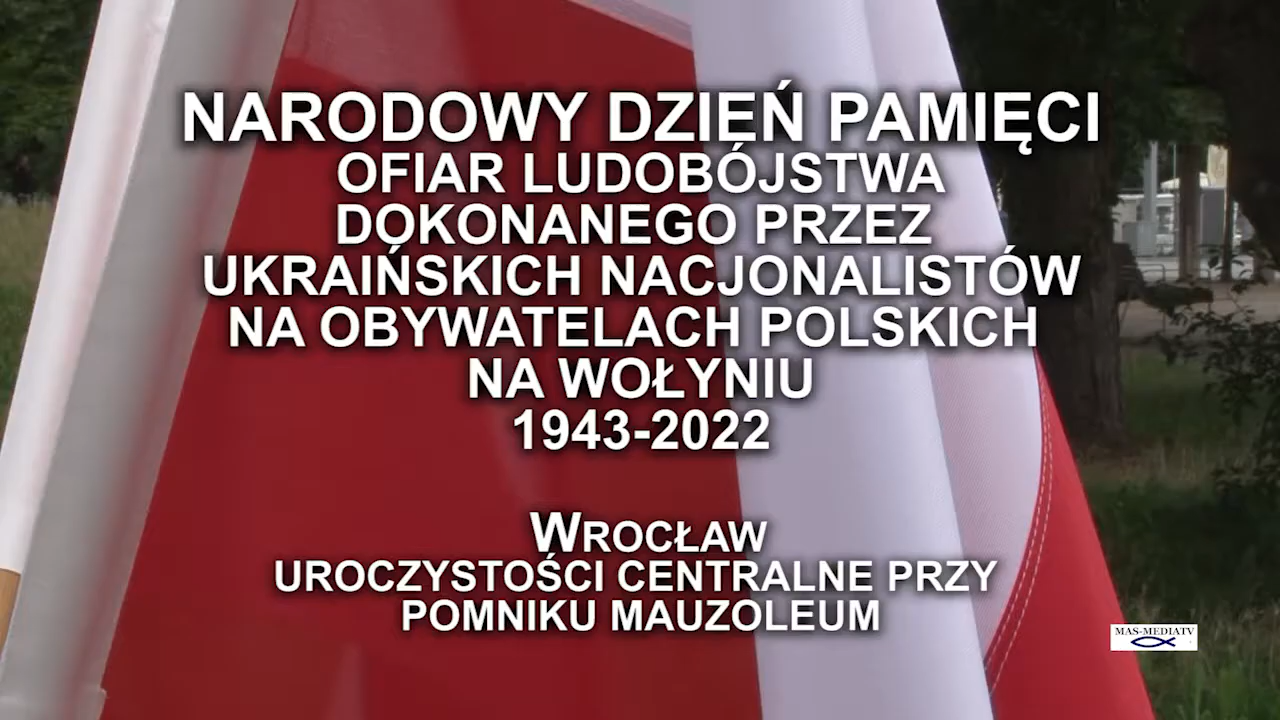 NARODOWY DZIEŃ PAMIĘCI
OFIAR LUDOBÓJSTWA
DOKONANEGO PRZEZ
UKRAIŃSKICH NACJONALISTÓW
NA OBYWATELACH POLSKICH
NA WOŁYNIU
1943-2022
WROCŁAW
UROCZYSTOŚCI CENTRALNE PRZY
POMNIKU MAUZOLEUM
MAS-MEDIATV